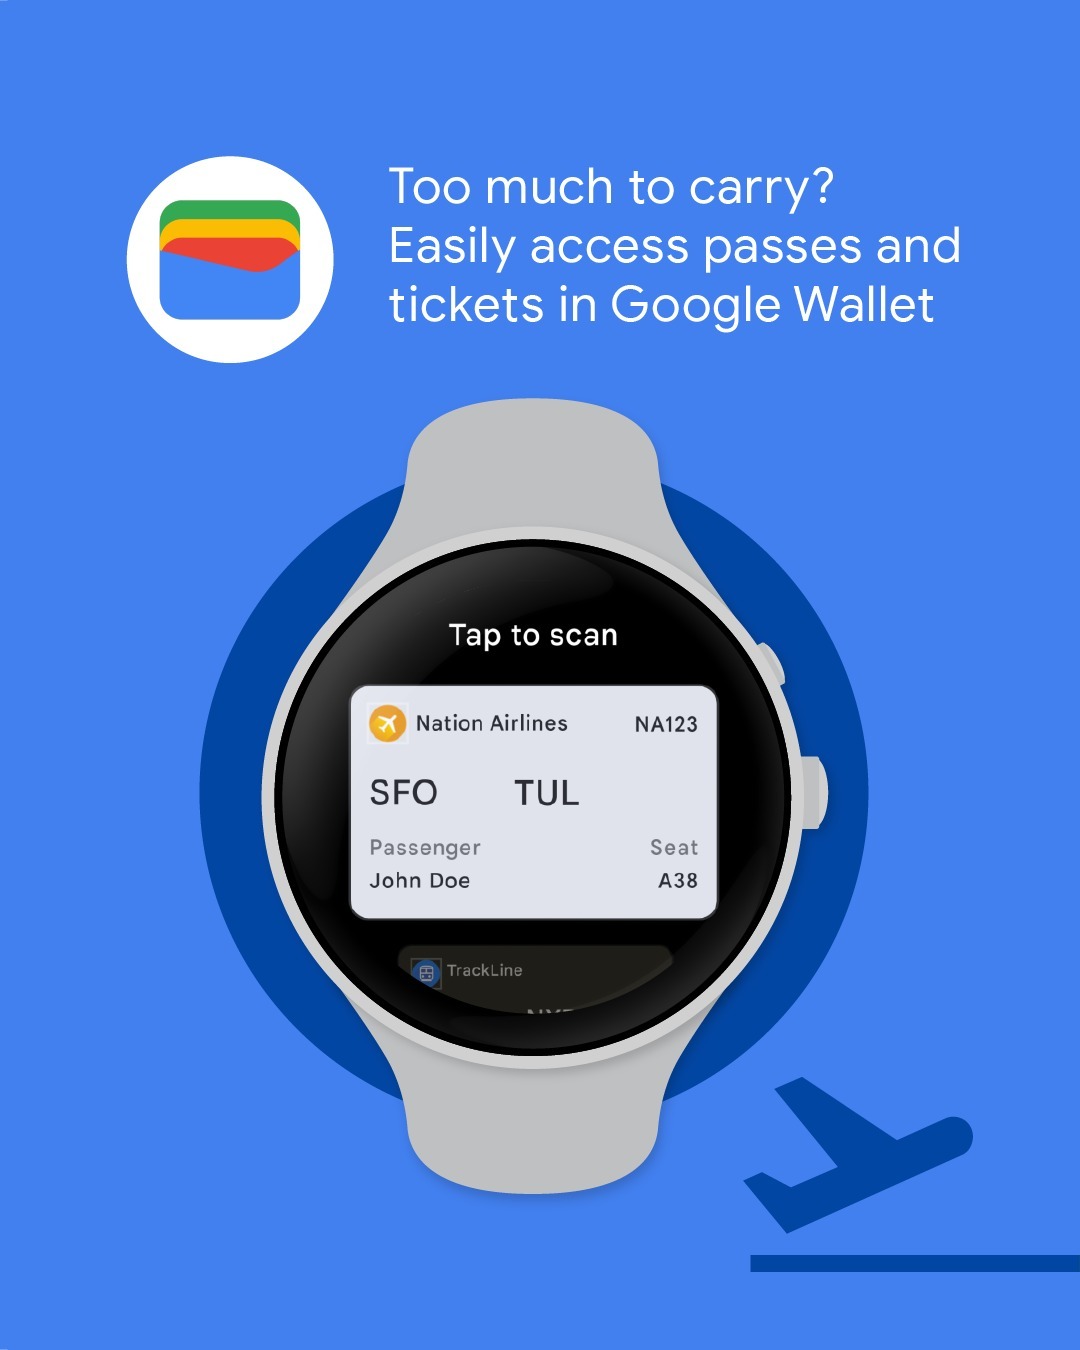 Too much to carry?
Easily access passes and
tickets in Google Wallet
Tap to scan
Nation Airlines NA123
SFO TUL
Passenger Seat
John Doe A38
TrackLine